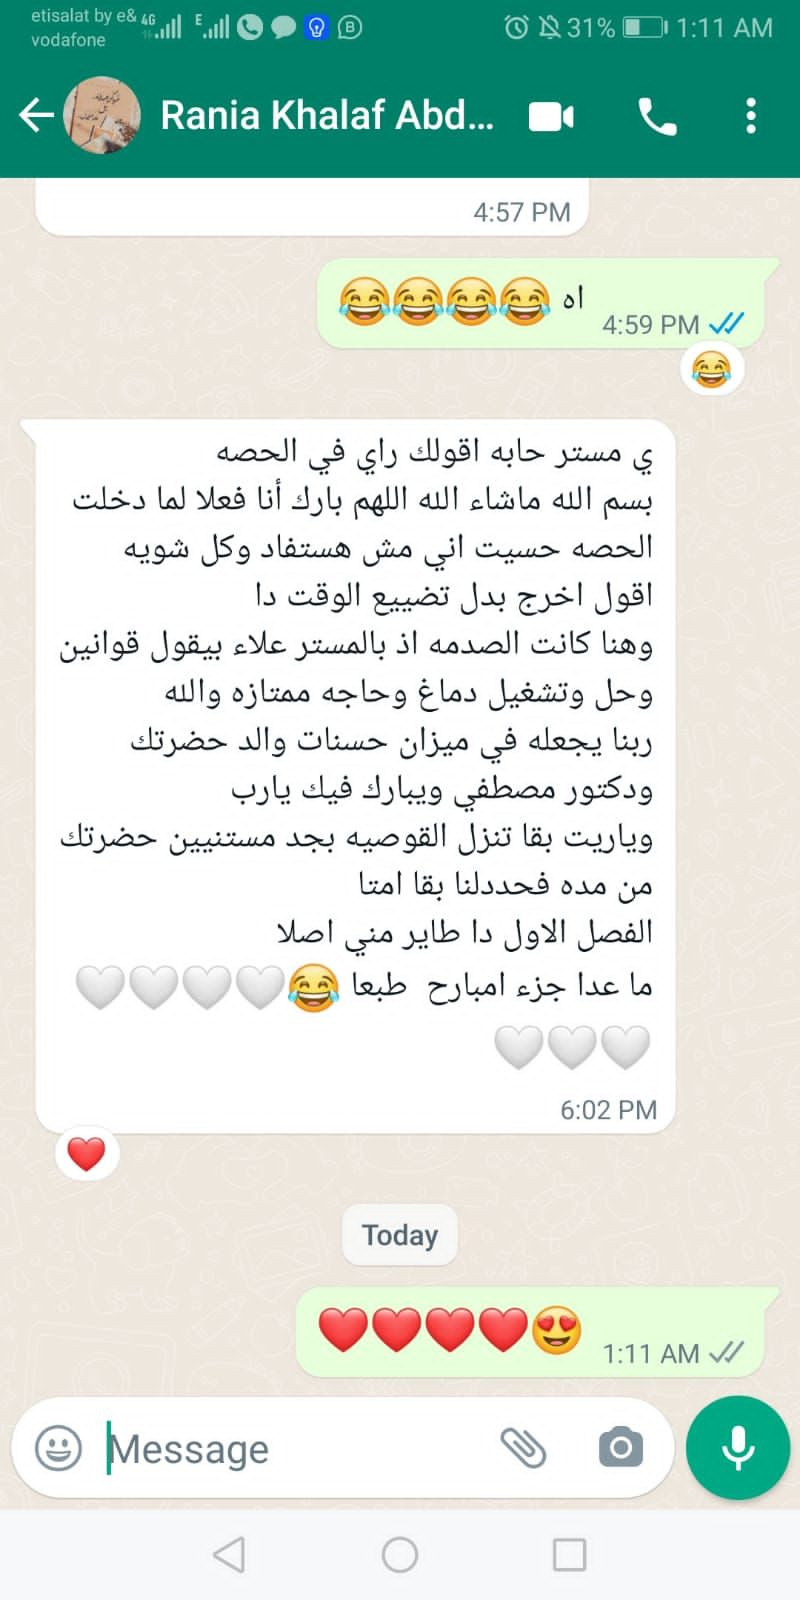 etisalat by e&
vodafone
4G
E
31%
1:11 AM
Rania Khalaf Abd...
4:57 PM
اه 😂😂😂😂
4:59 PM
😂
ي مستر حابه اقولك راي في الحصه
بسم الله ماشاء الله اللهم بارك أنا فعلا لما دخلت
الحصه حسيت اني مش هستفاد وكل شويه
اقول اخرج بدل تضييع الوقت دا
وهنا كانت الصدمه اذ بالمستر علاء بيقول قوانين
وحل وتشغيل دماغ وحاجه ممتازه والله
ربنا يجعله في ميزان حسنات والد حضرتك
ودكتور مصطفي ويبارك فيك يارب
وياريت بقا تنزل القوصيه بجد مستنيين حضرتك
من مده فحددلنا بقا امتا
الفصل الاول دا طاير مني اصلا
ما عدا جزء امبارح  طبعا 😂🤍🤍🤍🤍
🤍🤍🤍
6:02 PM
❤️
Today
❤️❤️❤️❤️😍
1:11 AM
Message